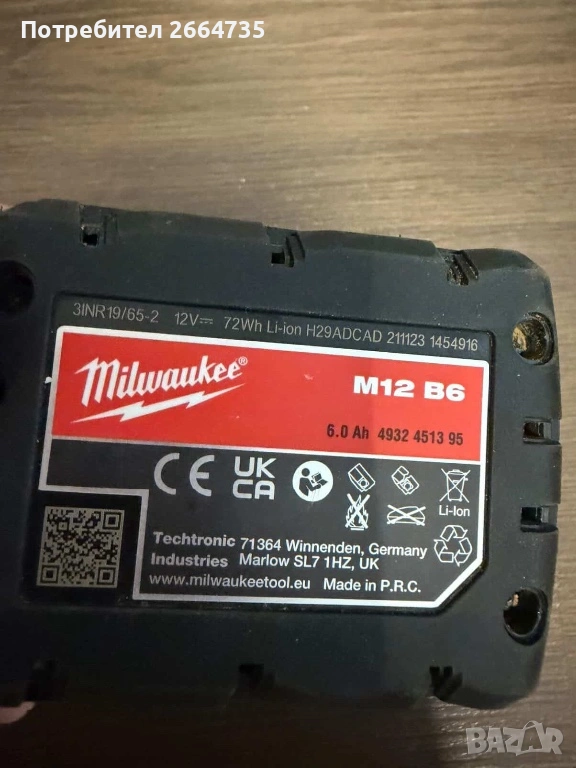 Потребител 2664735
3INR19/65-2 12V 72Wh Li-ion H29ADCAD 211123 1454916
Milwaukee®
M12 B6
6.0 Ah 4932 4513 95
CE UK
CA
Li-Ion
Techtronic 71364 Winnenden, Germany
Industries Marlow SL7 1HZ, UK
www.milwaukeetool.eu Made in P.R.C.
BAZAR